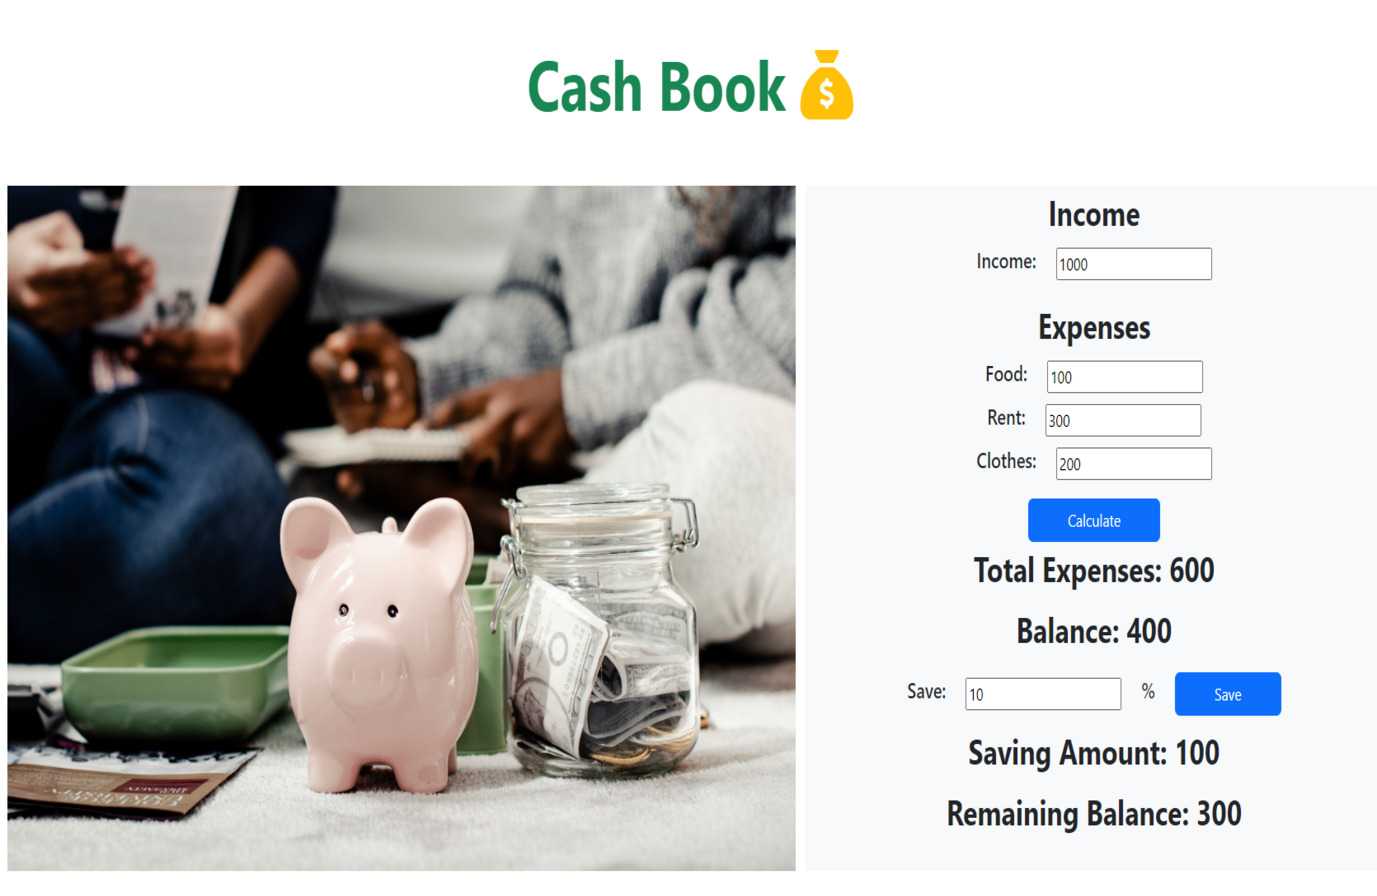 Cash Book $
Income
Income: 1000
Expenses
Food: 100
Rent: 300
Clothes: 200
Calculate
Total Expenses: 600
Balance: 400
Save: 10 % Save
Saving Amount: 100
Remaining Balance: 300